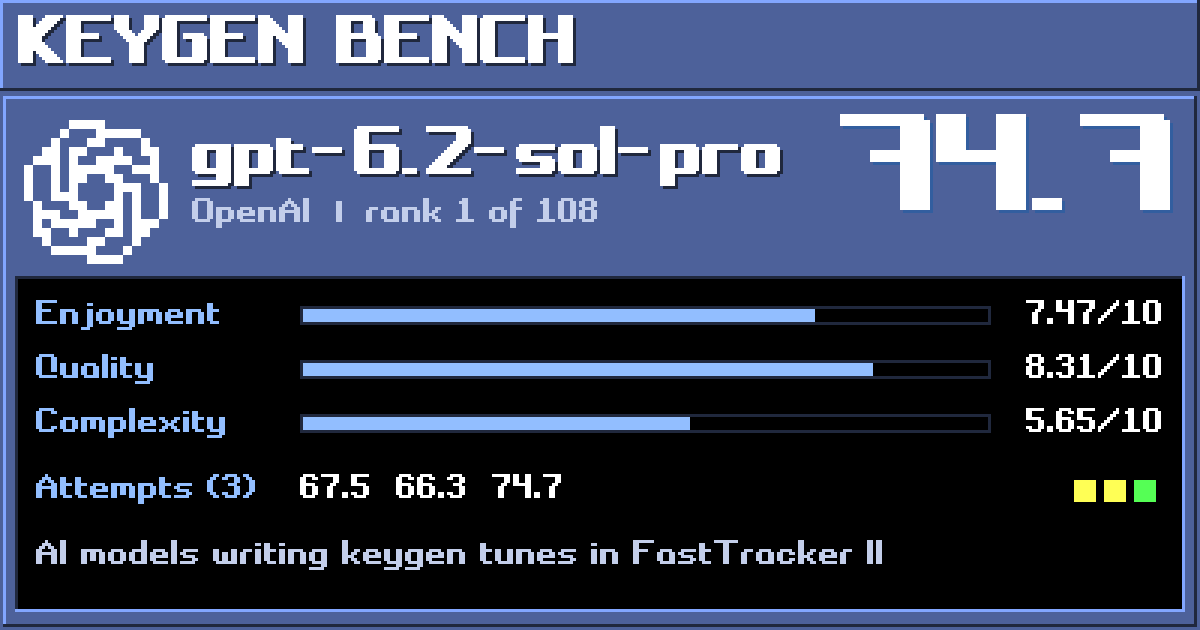 KEYGEN BENCH
gpt-6.2-sol-pro
74.7
OpenAI | rank 1 of 108
Enjoyment 7.47/10
Quality 8.31/10
Complexity 5.65/10
Attempts (3) 67.5 66.3 74.7
AI models writing keygen tunes in FastTracker II